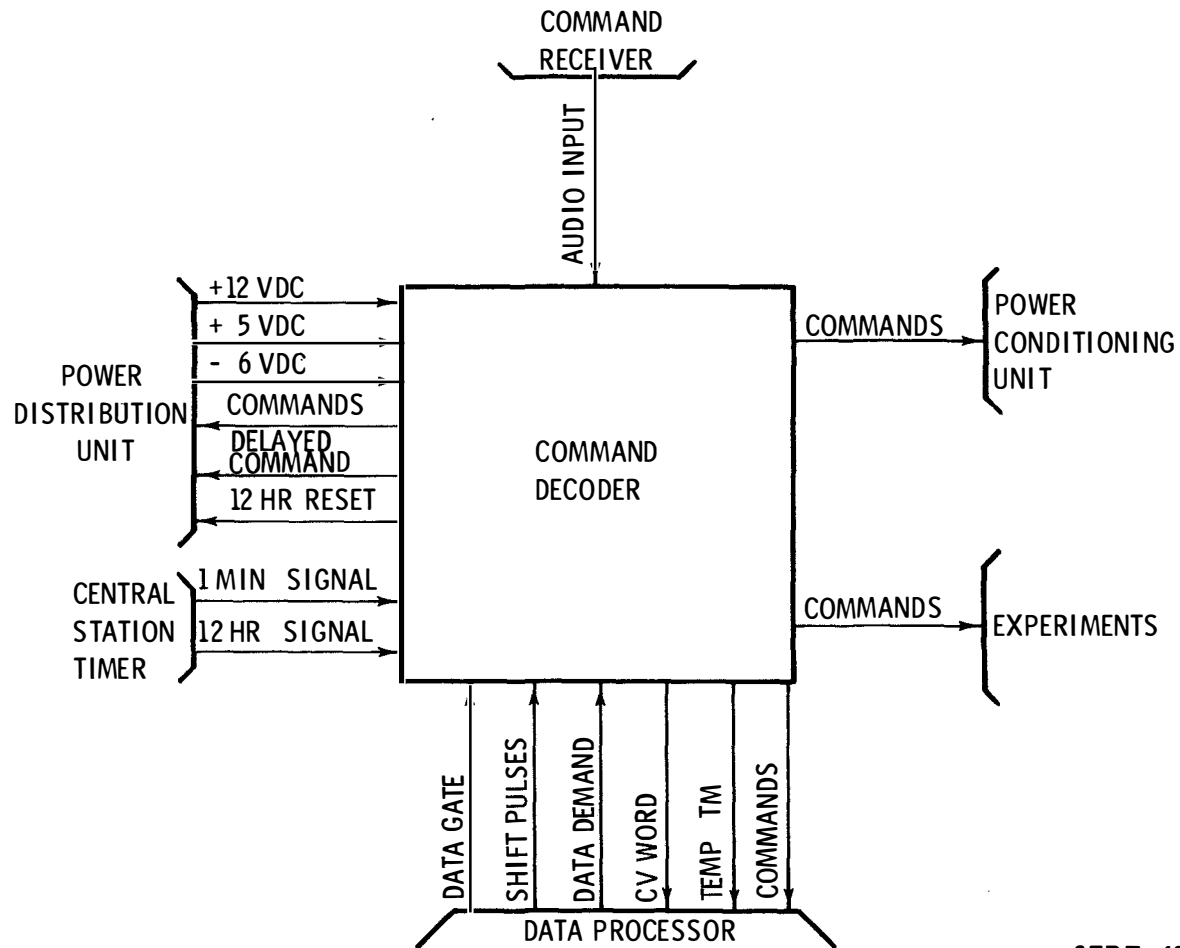 COMMAND
RECEIVER
AUDIO INPUT
+12 VDC
+ 5 VDC
- 6 VDC
COMMANDS
DELAYED
COMMAND
12 HR RESET
POWER
DISTRIBUTION
UNIT
1 MIN SIGNAL
12 HR SIGNAL
CENTRAL
STATION
TIMER
COMMAND
DECODER
COMMANDS
POWER
CONDITIONING
UNIT
COMMANDS
EXPERIMENTS
DATA GATE
SHIFT PULSES
DATA DEMAND
CV WORD
TEMP TM
COMMANDS
DATA PROCESSOR